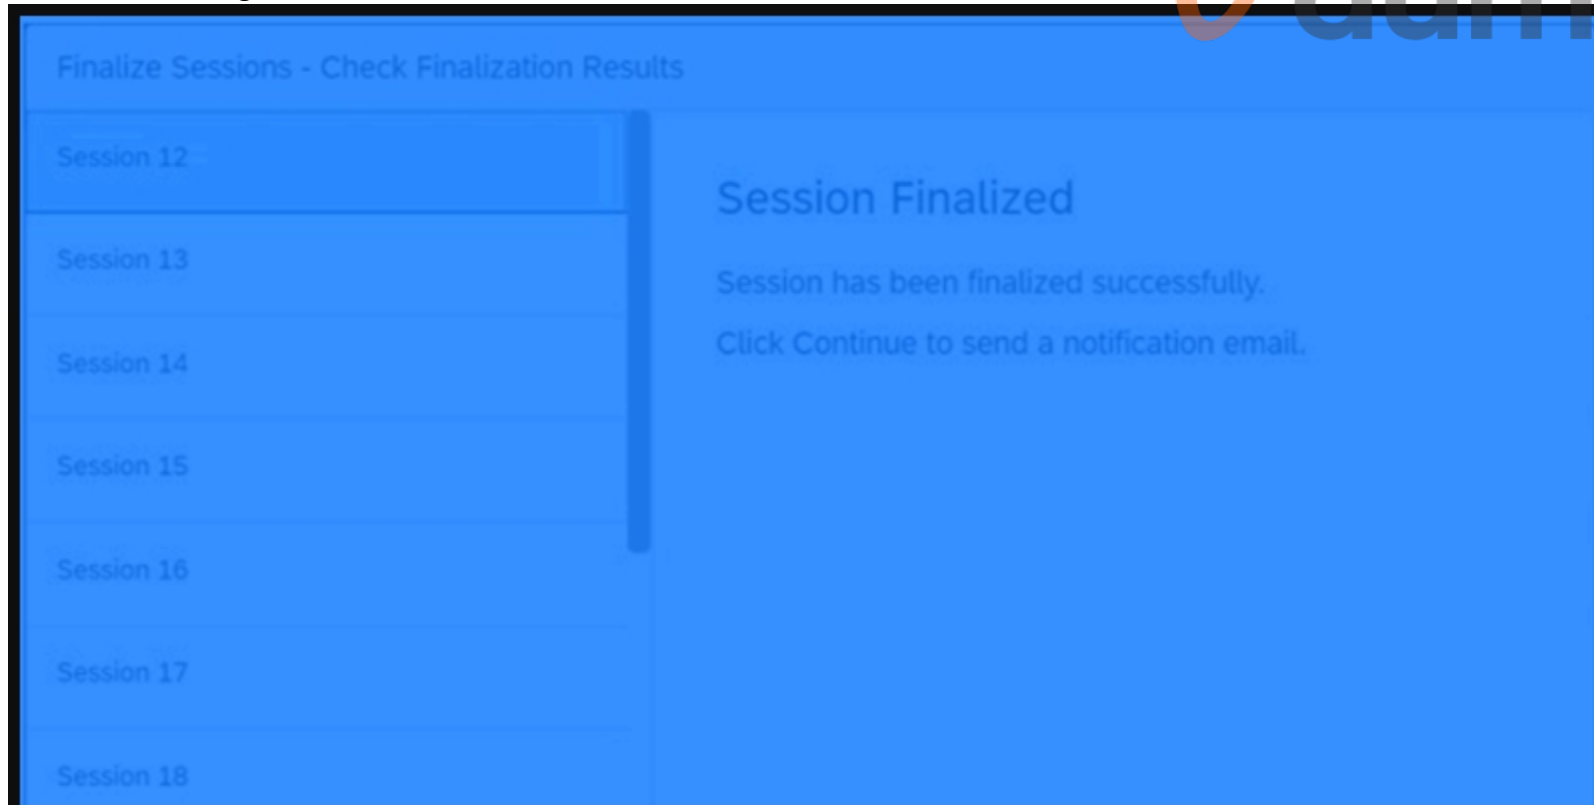 Finalize Sessions - Check Finalization Results
Session 12
Session 13
Session 14
Session 15
Session 16
Session 17
Session 18
Session Finalized
Session has been finalized successfully.
Click Continue to send a notification email.